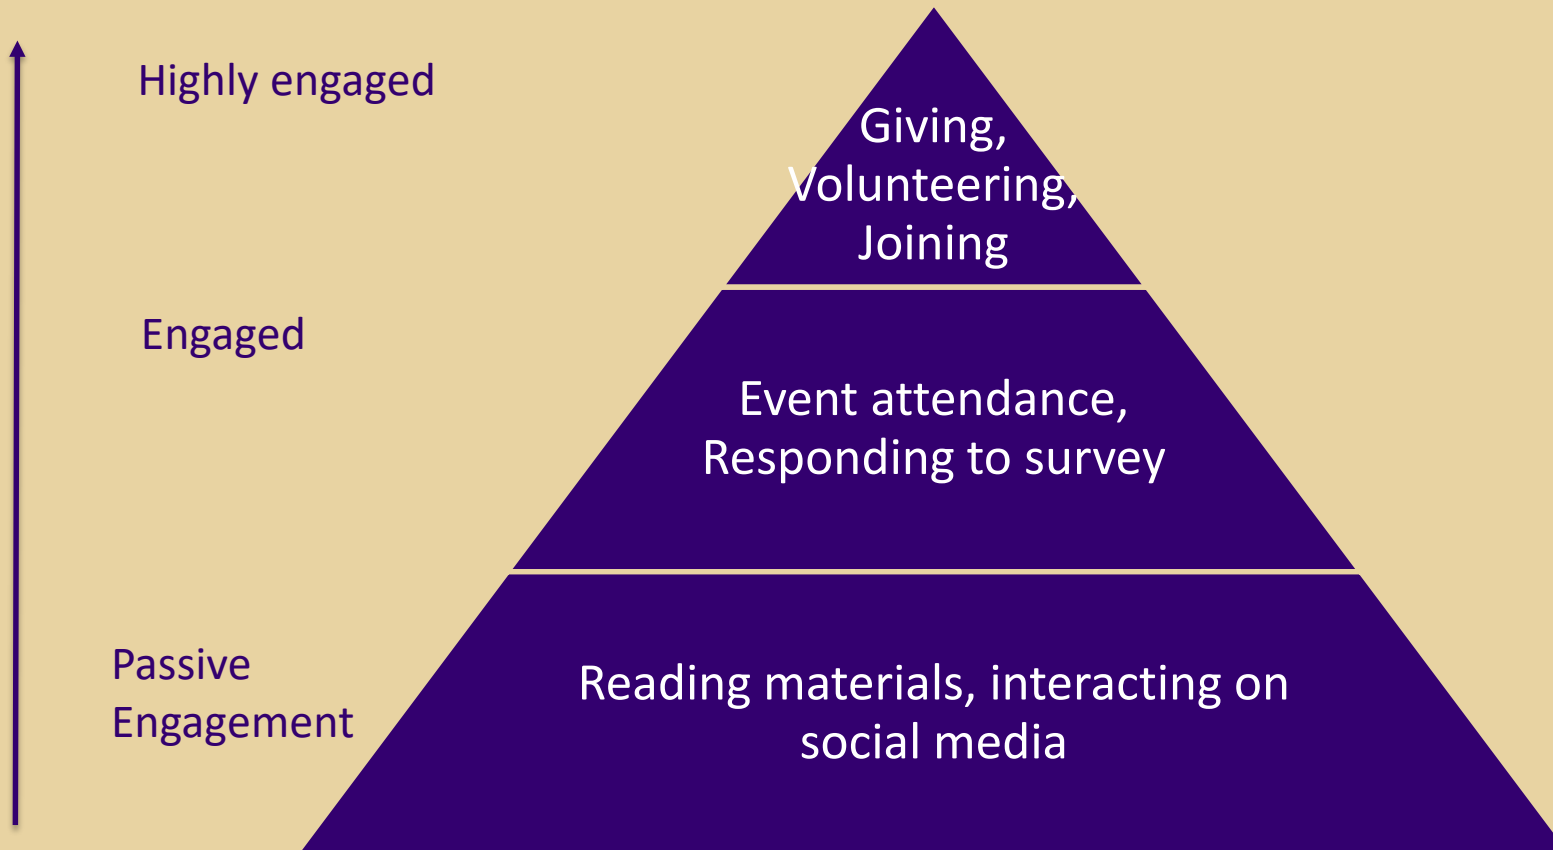 Highly engaged
Giving,
Volunteering,
Joining
Engaged
Event attendance,
Responding to survey
Passive
Engagement
Reading materials, interacting on
social media